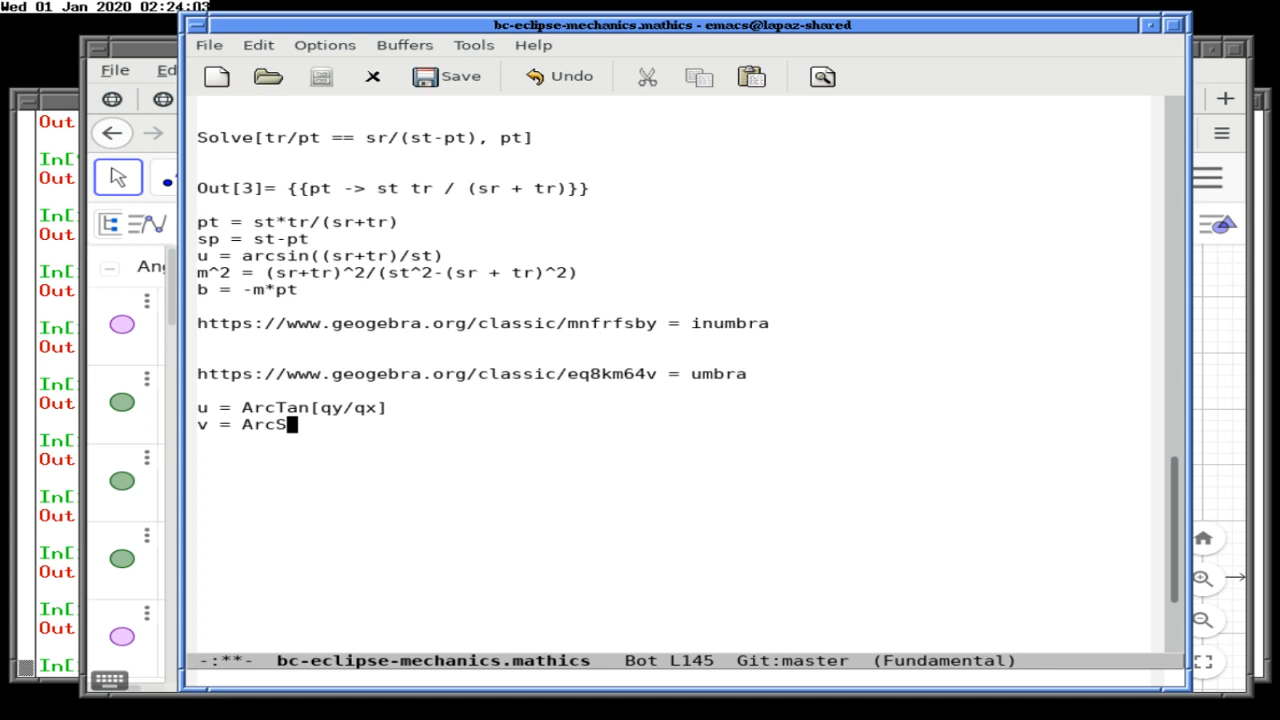 Wed 01 Jan 2020 02:24:03
bc-eclipse-mechanics.mathics - emacs@lapaz-shared
File Edit Options Buffers Tools Help
Save Undo
Solve[tr/pt == sr/(st-pt), pt]
Out[3]= {{pt -> st tr / (sr + tr)}}
pt = st*tr/(sr+tr)
sp = st-pt
u = arcsin((sr+tr)/st)
m^2 = (sr+tr)^2/(st^2-(sr + tr)^2)
b = -m*pt
https://www.geogebra.org/classic/mnfrfsby = inumbra
https://www.geogebra.org/classic/eq8km64v = umbra
u = ArcTan[qy/qx]
v = ArcS
-:**- bc-eclipse-mechanics.mathics Bot L145 Git:master (Fundamental)
File Ed
Ang
Out
In[
Out
In[
Out
In[
Out
In[
Out
In[
Out
In[
Out
In[
Out
In[
Out
In[
Out
In[